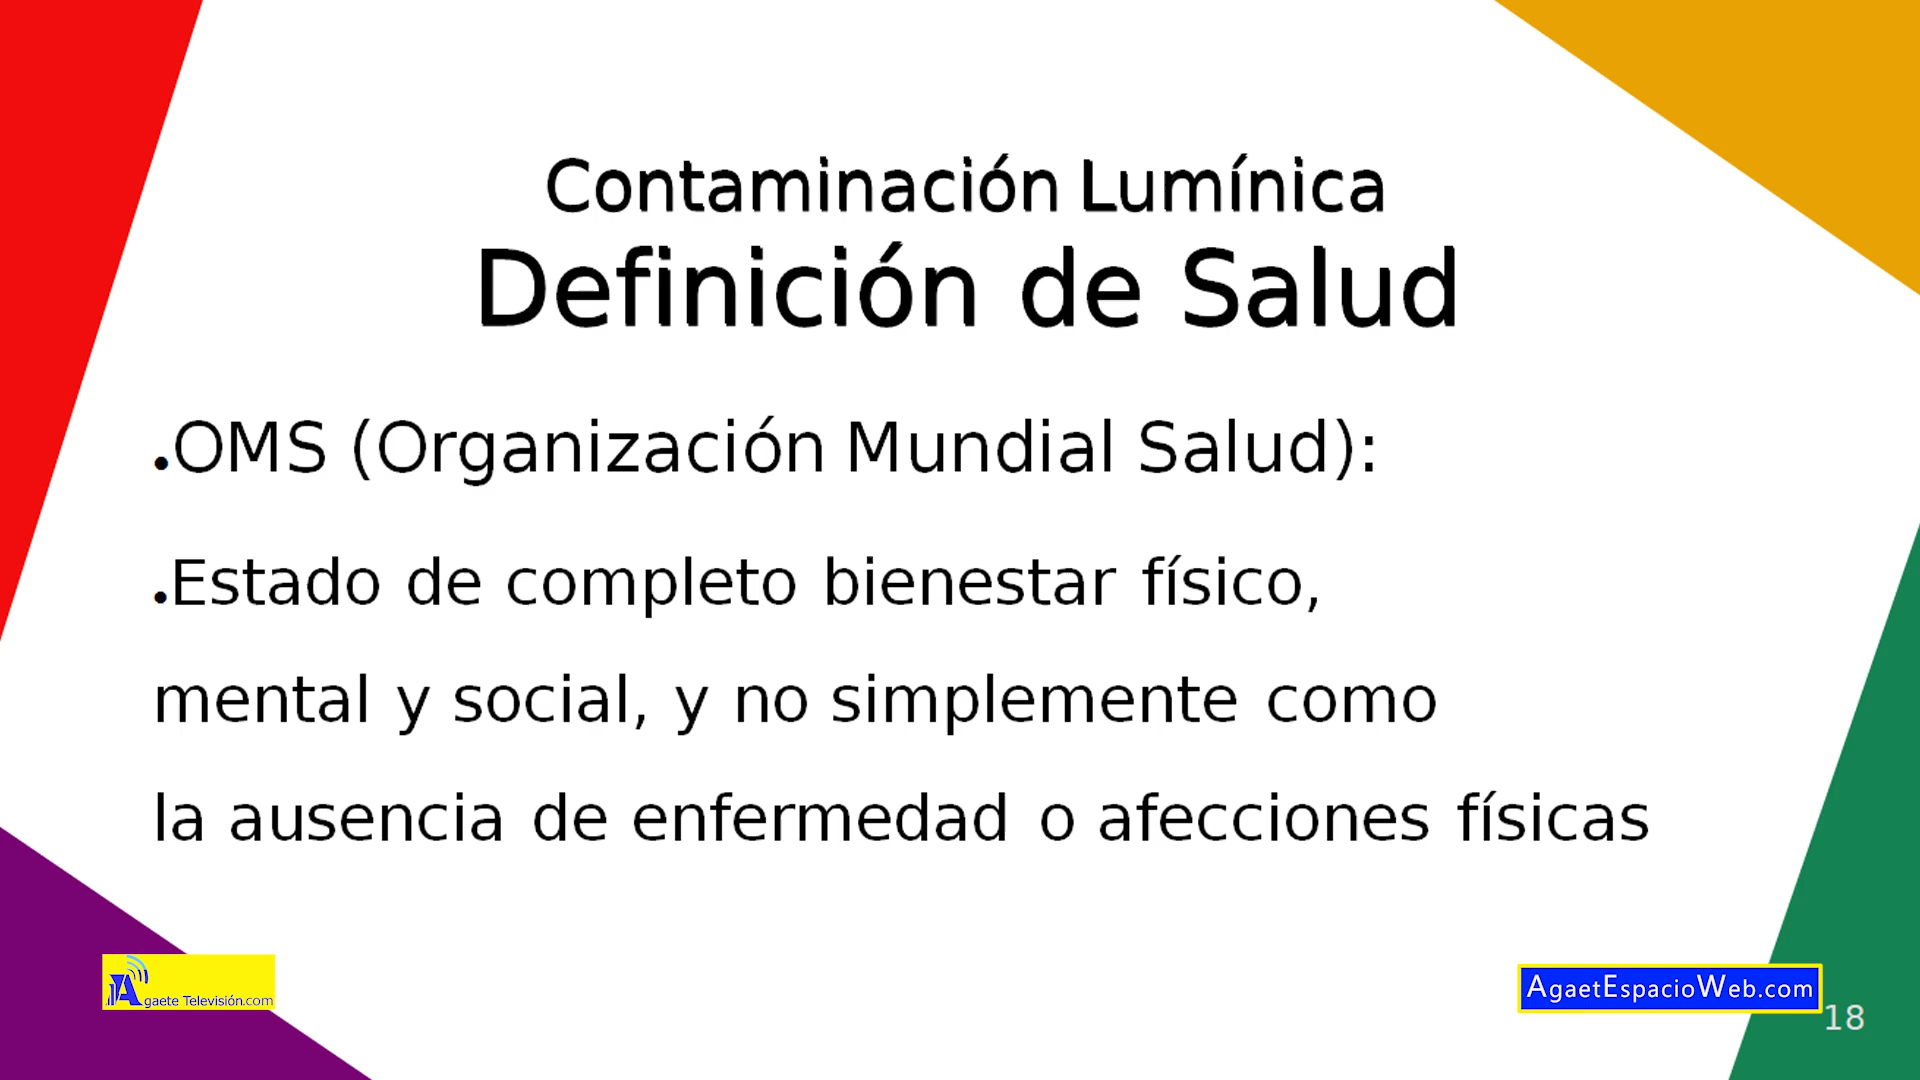 Contaminación Lumínica
Definición de Salud
•OMS (Organización Mundial Salud):
•Estado de completo bienestar físico,
mental y social, y no simplemente como
la ausencia de enfermedad o afecciones físicas
Agaete Televisión.com
AgaetEspacioWeb.com
18